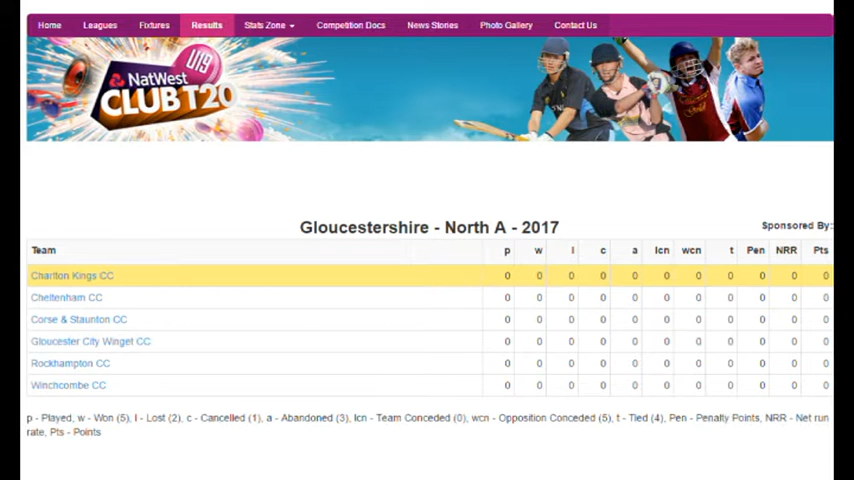 Home Leagues Fixtures Results Stats Zone Competition Docs News Stories Photo Gallery Contact Us
U19
NatWest
CLUB T20
Gloucestershire - North A - 2017
Sponsored By:
Team p w l c a lcn wcn t Pen NRR Pts
Charlton Kings CC 0 0 0 0 0 0 0 0 0 0 0
Cheltenham CC 0 0 0 0 0 0 0 0 0 0 0
Corse & Staunton CC 0 0 0 0 0 0 0 0 0 0 0
Gloucester City Winget CC 0 0 0 0 0 0 0 0 0 0 0
Rockhampton CC 0 0 0 0 0 0 0 0 0 0 0
Winchcombe CC 0 0 0 0 0 0 0 0 0 0 0
p - Played, w - Won (5), l - Lost (2), c - Cancelled (1), a - Abandoned (3), lcn - Team Conceded (0), wcn - Opposition Conceded (5), t - Tied (4), Pen - Penalty Points, NRR - Net run
rate, Pts - Points